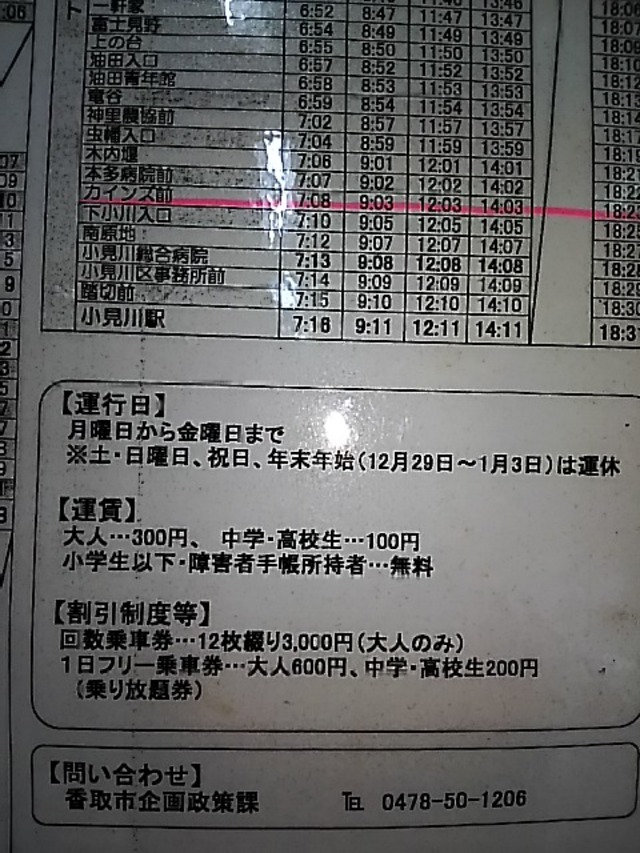 一軒家 6:52 8:47 11:47 13:47
富士見野 6:54 8:49 11:49 13:49
上の台 6:55 8:50 11:50 13:50
油田入口 6:57 8:52 11:52 13:52
油田青年館 6:58 8:53 11:53 13:53
竜谷 6:59 8:54 11:54 13:54
神里農協前 7:02 8:57 11:57 13:57
虫幡入口 7:04 8:59 11:59 13:59
木内堰 7:06 9:01 12:01 14:01
本多病院前 7:07 9:02 12:02 14:02
カインズ前 7:08 9:03 12:03 14:03
下小川入口 7:10 9:05 12:05 14:05
南原地 7:12 9:07 12:07 14:07
小見川総合病院 7:13 9:08 12:08 14:08
小見川区事務所前 7:14 9:09 12:09 14:09
踏切前 7:15 9:10 12:10 14:10
小見川駅 7:16 9:11 12:11 14:11 18:31
【運行日】
月曜日から金曜日まで
※土・日曜日、祝日、年末年始(12月29日～1月3日)は運休
【運賃】
大人…300円、 中学・高校生…100円
小学生以下・障害者手帳所持者…無料
【割引制度等】
回数乗車券…12枚綴り3,000円(大人のみ)
1日フリー乗車券…大人600円、中学・高校生200円
(乗り放題券)
【問い合わせ】
香取市企画政策課 ℡ 0478-50-1206